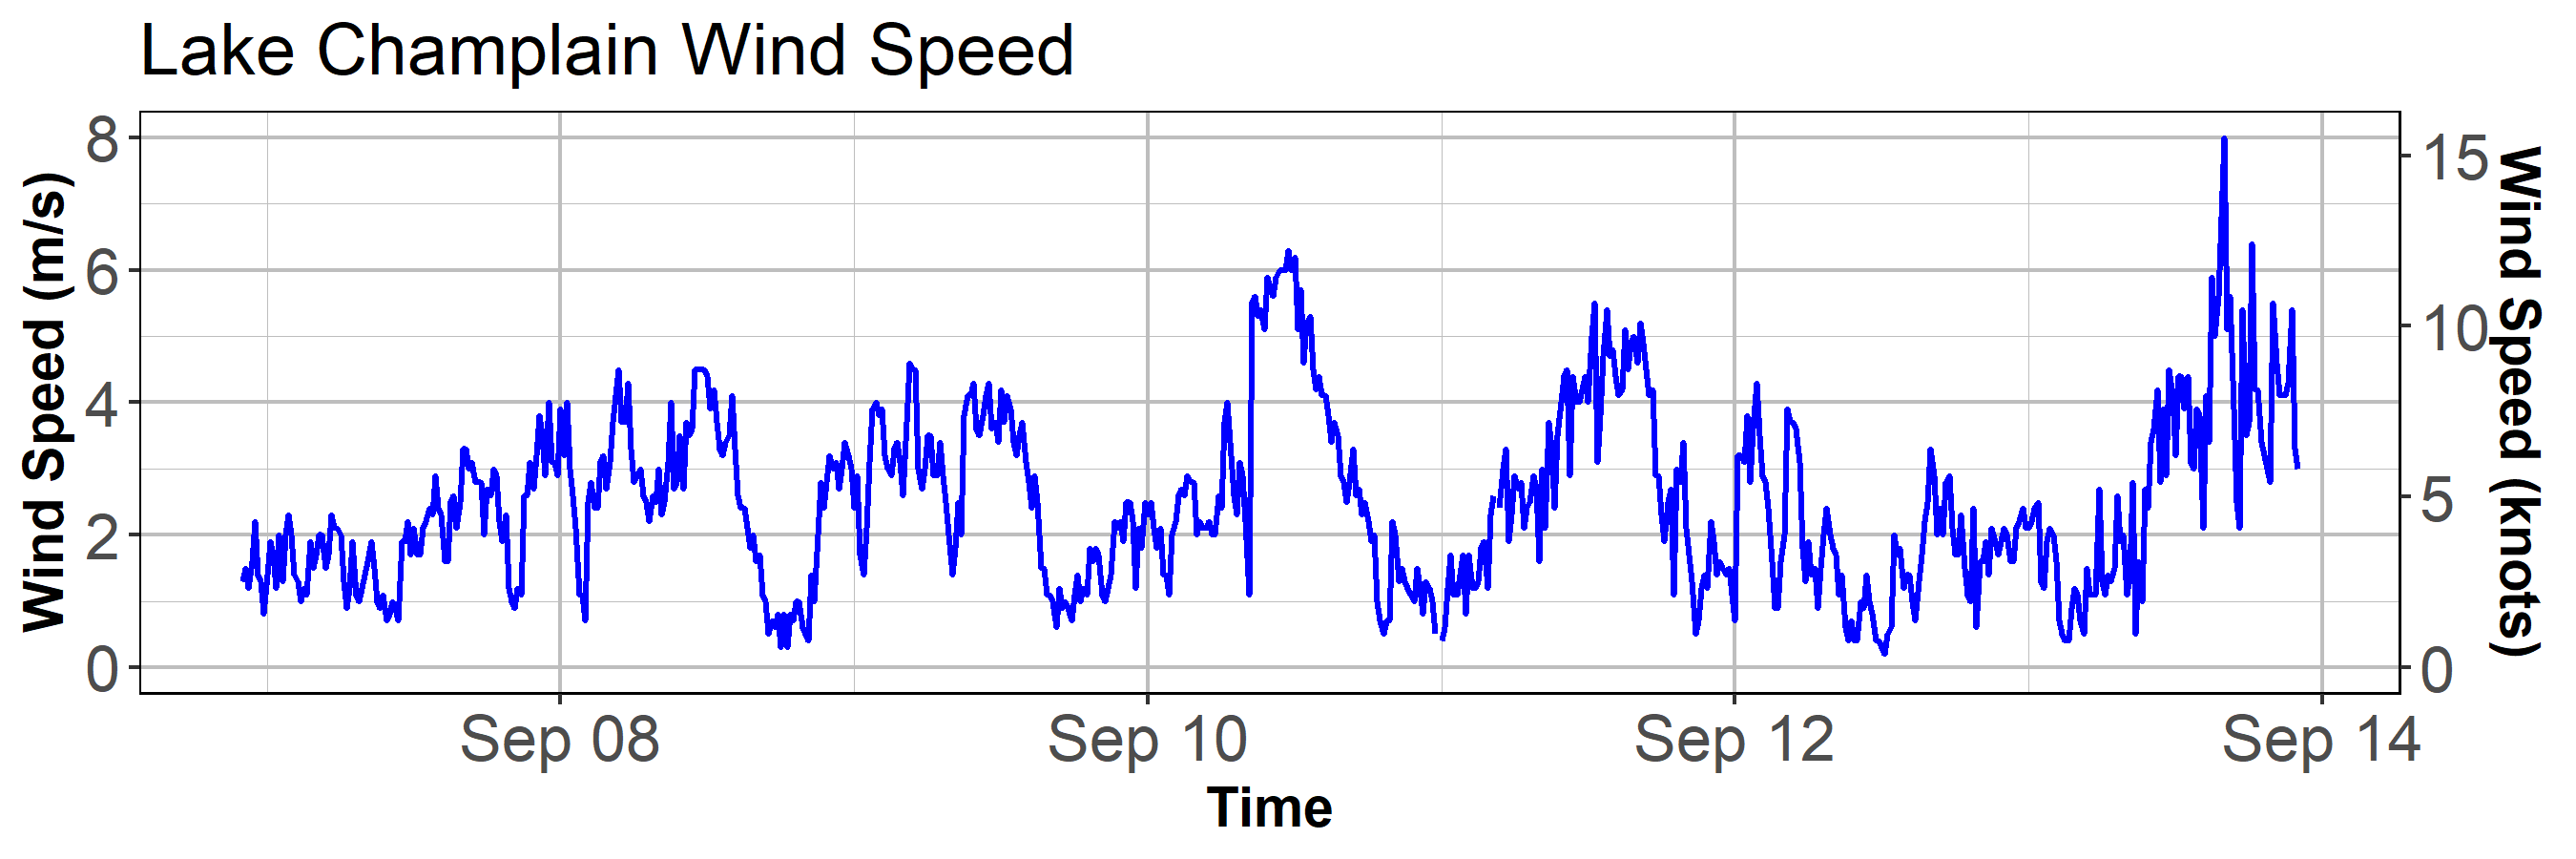 Lake Champlain Wind Speed
Wind Speed (m/s)
8
6
4
2
0
15
10
5
0
Wind Speed (knots)
Sep 08 Sep 10 Sep 12 Sep 14
Time